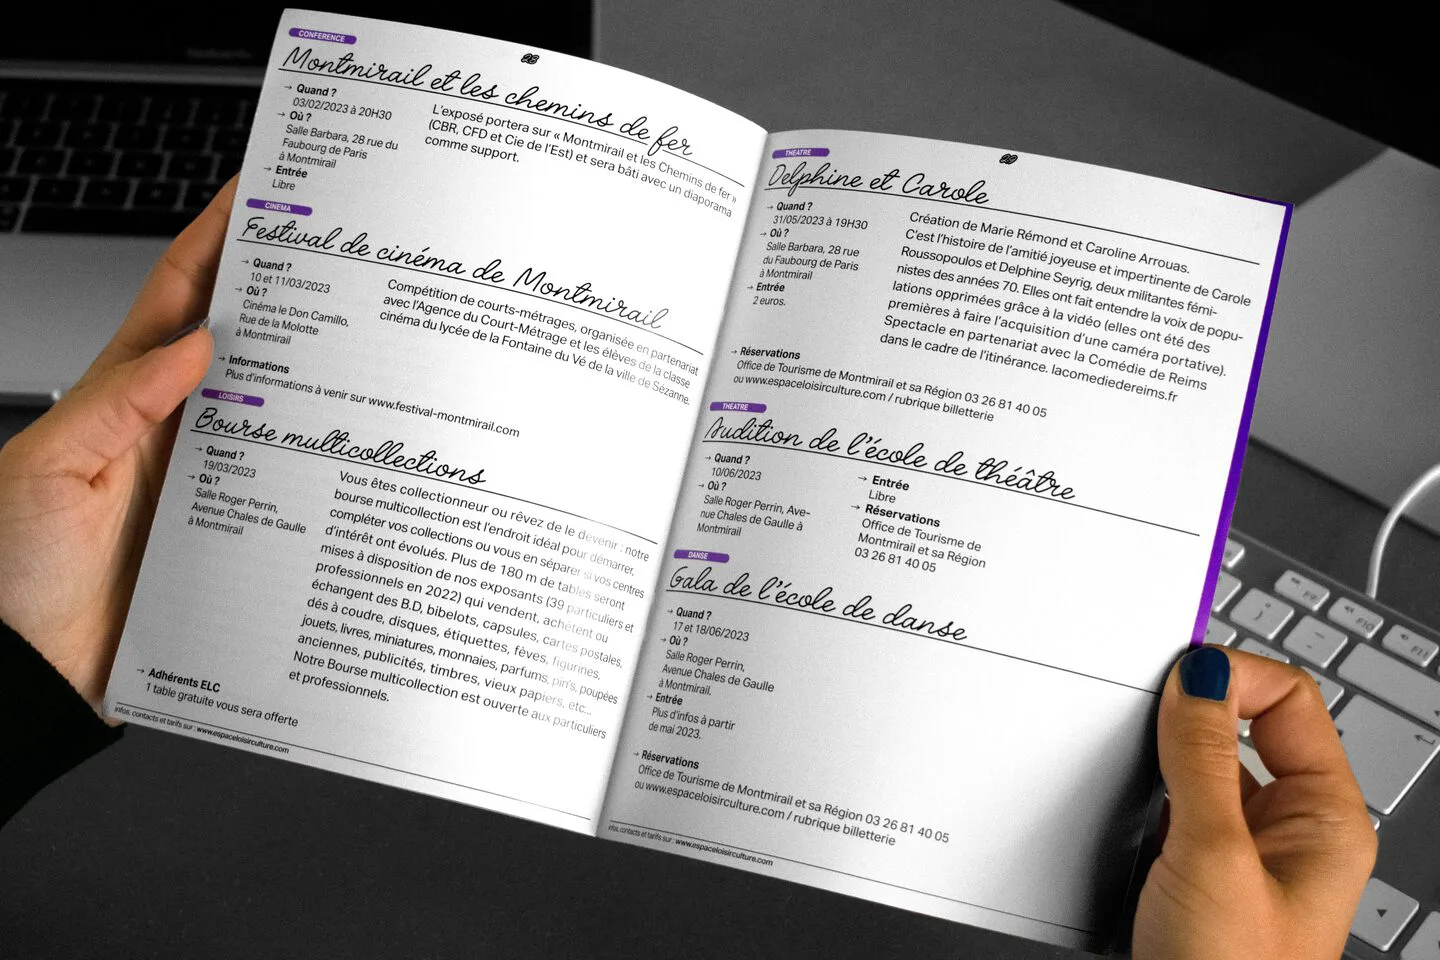 CONFERENCE
28
Montmirail et les chemins de fer
→ Quand ?
03/02/2023 à 20H30
→ Où ?
Salle Barbara, 28 rue du
Faubourg de Paris
à Montmirail
→ Entrée
Libre
L'exposé portera sur « Montmirail et les Chemins de fer »
(CBR, CFD et Cie de l'Est) et sera bâti avec un diaporama
comme support.
CINEMA
Festival de cinéma de Montmirail
→ Quand ?
10 et 11/03/2023
→ Où ?
Cinéma le Don Camillo,
Rue de la Molotte
à Montmirail
Compétition de courts-métrages, organisée en partenariat
avec l'Agence du Court-Métrage et les élèves de la classe
cinéma du lycée de la Fontaine du Vé de la ville de Sézanne.
→ Informations
Plus d'informations à venir sur www.festival-montmirail.com
LOISIRS
Bourse multicollections
→ Quand ?
19/03/2023
→ Où ?
Salle Roger Perrin,
Avenue Chales de Gaulle
à Montmirail
Vous êtes collectionneur ou rêvez de le devenir : notre
bourse multicollection est l'endroit idéal pour démarrer,
compléter vos collections ou vous en séparer si vos centres
d'intérêt ont évolués. Plus de 180 m de tables seront
mises à disposition de nos exposants (39 particuliers et
professionnels en 2022) qui vendent, achètent ou
échangent des B.D, bibelots, capsules, cartes postales,
dés à coudre, disques, étiquettes, fèves, figurines,
jouets, livres, miniatures, monnaies, parfums, pin's, poupées
anciennes, publicités, timbres, vieux papiers, etc...
Notre Bourse multicollection est ouverte aux particuliers
et professionnels.
→ Adhérents ELC
1 table gratuite vous sera offerte
infos, contacts et tarifs sur : www.espaceloisirculture.com
THEATRE
29
Delphine et Carole
→ Quand ?
31/05/2023 à 19H30
→ Où ?
Salle Barbara, 28 rue
du Faubourg de Paris
à Montmirail
→ Entrée
2 euros.
Création de Marie Rémond et Caroline Arrouas.
C'est l'histoire de l'amitié joyeuse et impertinente de Carole
Roussopoulos et Delphine Seyrig, deux militantes fémi-
nistes des années 70. Elles ont fait entendre la voix de popu-
lations opprimées grâce à la vidéo (elles ont été des
premières à faire l'acquisition d'une caméra portative).
Spectacle en partenariat avec la Comédie de Reims
dans le cadre de l'itinérance. lacomediedereims.fr
→ Réservations
Office de Tourisme de Montmirail et sa Région 03 26 81 40 05
ou www.espaceloisirculture.com / rubrique billetterie
THEATRE
Audition de l'école de théâtre
→ Quand ?
10/06/2023
→ Où ?
Salle Roger Perrin, Ave-
nue Chales de Gaulle à
Montmirail
→ Entrée
Libre
→ Réservations
Office de Tourisme de
Montmirail et sa Région
03 26 81 40 05
DANSE
Gala de l'école de danse
→ Quand ?
17 et 18/06/2023
→ Où ?
Salle Roger Perrin,
Avenue Chales de Gaulle
à Montmirail.
→ Entrée
Plus d'infos à partir
de mai 2023.
→ Réservations
Office de Tourisme de Montmirail et sa Région 03 26 81 40 05
ou www.espaceloisirculture.com / rubrique billetterie
infos, contacts et tarifs sur : www.espaceloisirculture.com
F9
F10
F11